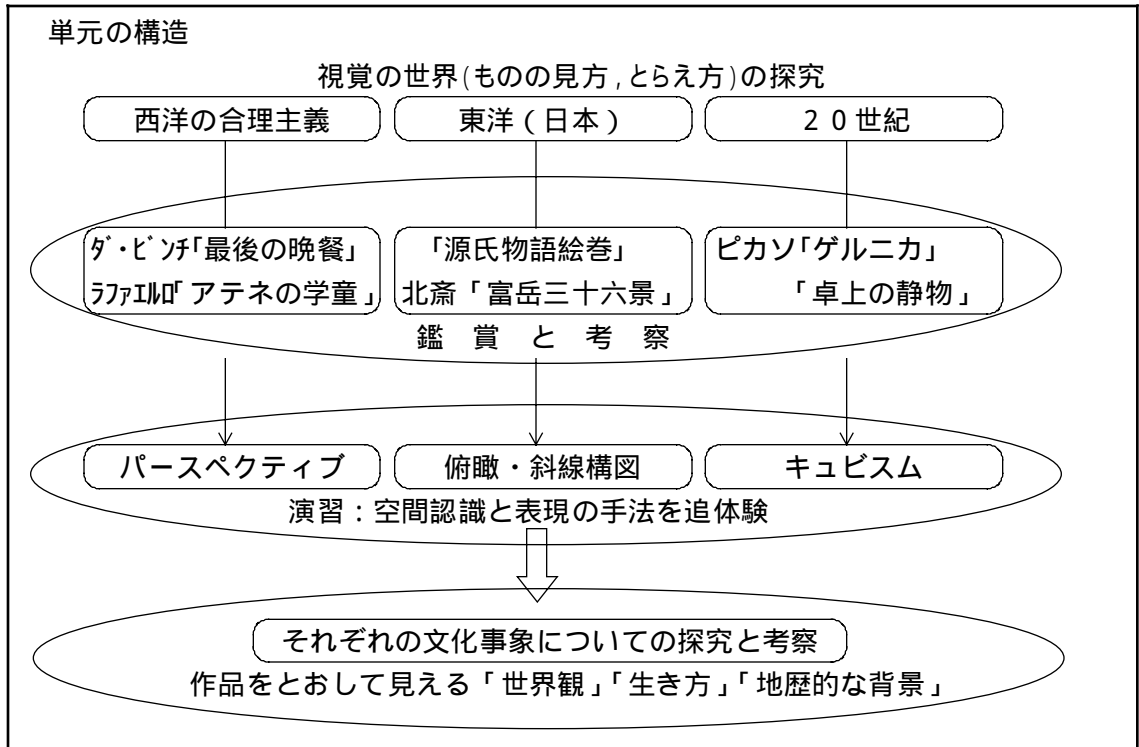 単元の構造
視覚の世界(ものの見方,とらえ方)の探究
西洋の合理主義 東洋(日本) 20世紀
ダ・ビンチ「最後の晩餐」 「源氏物語絵巻」 ピカソ「ゲルニカ」
ラファエルロ「アテネの学童」 北斎「富岳三十六景」 「卓上の静物」
鑑賞と考察
パースペクティブ 俯瞰・斜線構図 キュビスム
演習:空間認識と表現の手法を追体験
それぞれの文化事象についての探究と考察
作品をとおして見える「世界観」「生き方」「地歴的な背景」